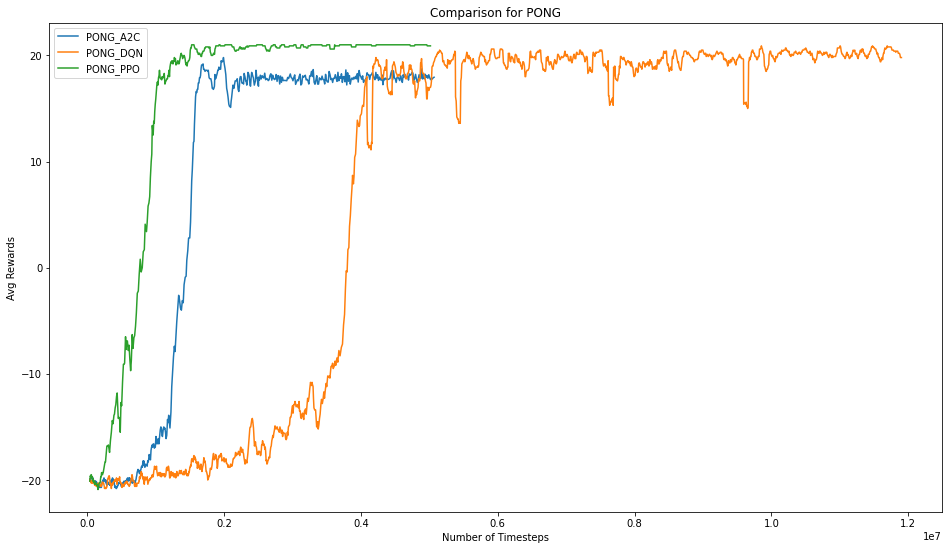 Comparison for PONG
PONG_A2C
PONG_DQN
PONG_PPO
20
10
0
−10
−20
Avg Rewards
0.0
0.2
0.4
0.6
0.8
1.0
1.2
1e7
Number of Timesteps